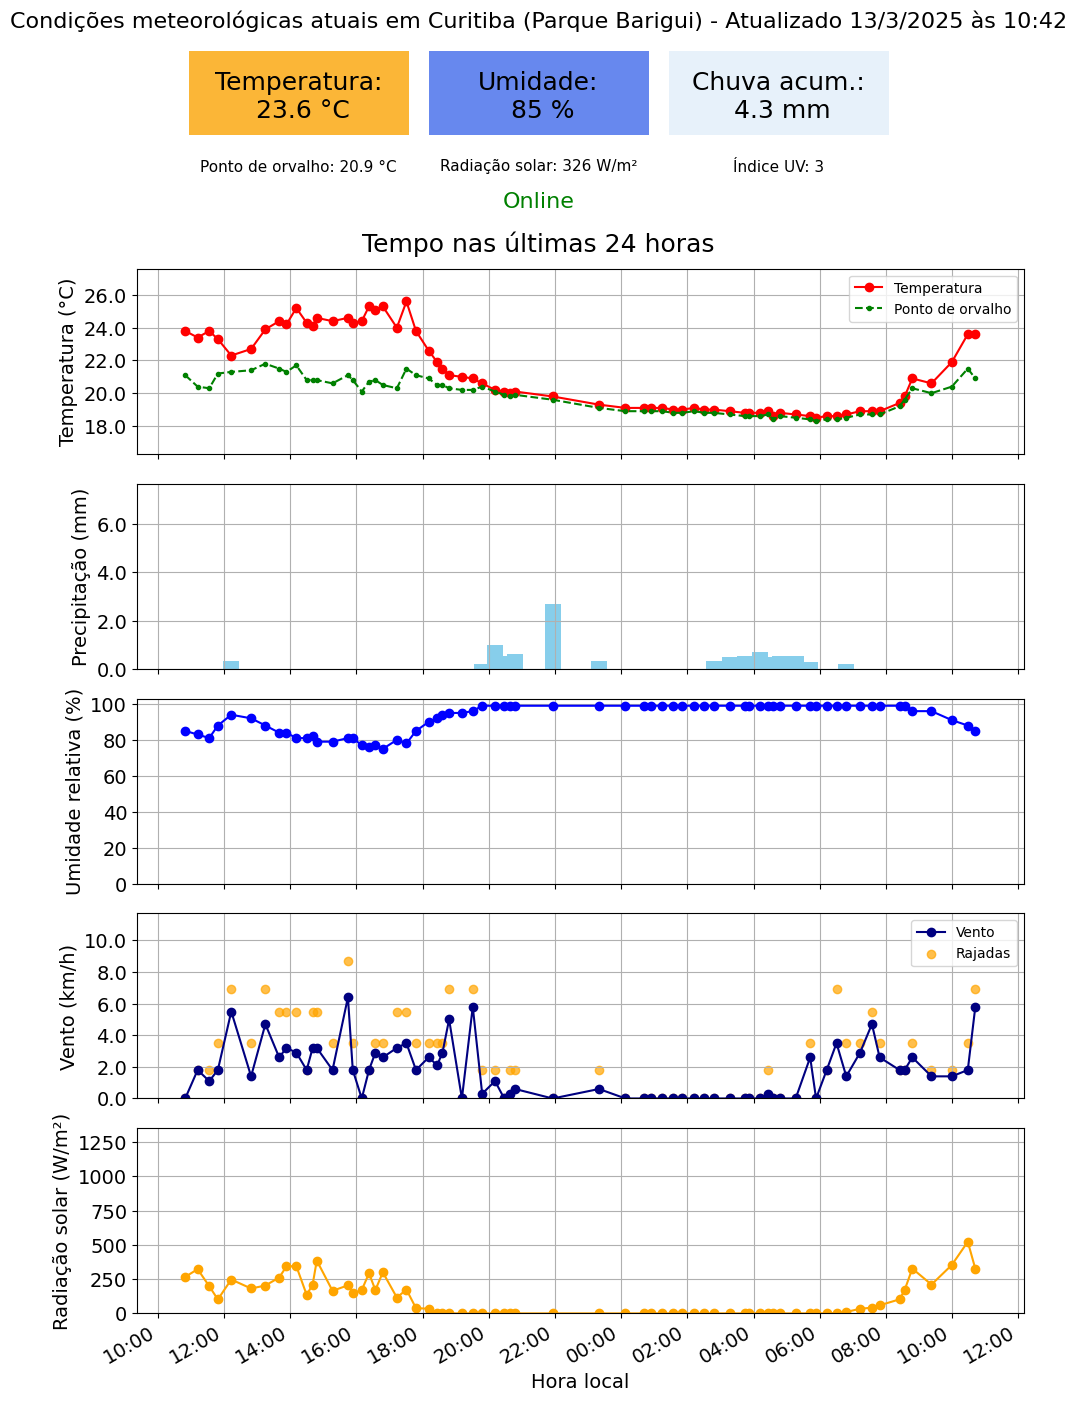 Condições meteorológicas atuais em Curitiba (Parque Barigui) - Atualizado 13/3/2025 às 10:42
Temperatura:
23.6 °C
Umidade:
85 %
Chuva acum.:
4.3 mm
Ponto de orvalho: 20.9 °C
Radiação solar: 326 W/m²
Índice UV: 3
Online
Tempo nas últimas 24 horas
Temperatura (°C)
26.0
24.0
22.0
20.0
18.0
Temperatura
Ponto de orvalho
Precipitação (mm)
6.0
4.0
2.0
0.0
Umidade relativa (%)
100
80
60
40
20
0
Vento (km/h)
10.0
8.0
6.0
4.0
2.0
0.0
Vento
Rajadas
Radiação solar (W/m²)
1250
1000
750
500
250
0
10:00
12:00
14:00
16:00
18:00
20:00
22:00
00:00
02:00
04:00
06:00
08:00
10:00
12:00
Hora local